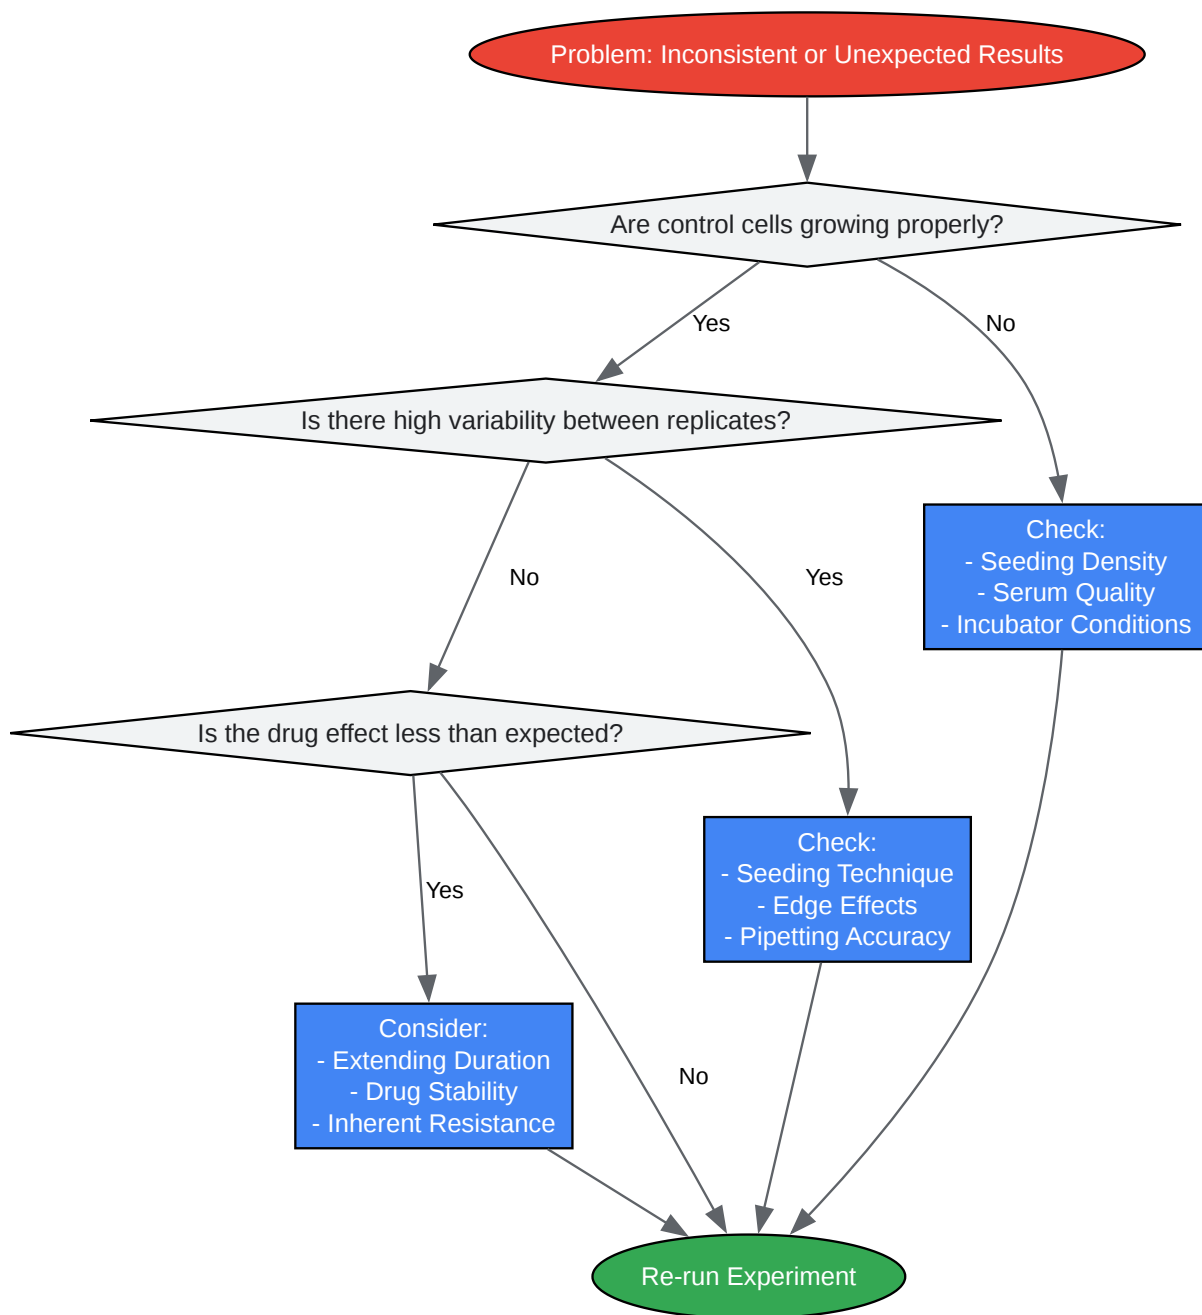 Problem: Inconsistent or Unexpected Results
Are control cells growing properly?
Yes
No
Is there high variability between replicates?
Check:
- Seeding Density
- Serum Quality
- Incubator Conditions
No
Yes
Is the drug effect less than expected?
Check:
- Seeding Technique
- Edge Effects
- Pipetting Accuracy
Yes
Consider:
- Extending Duration
- Drug Stability
- Inherent Resistance
No
Re-run Experiment